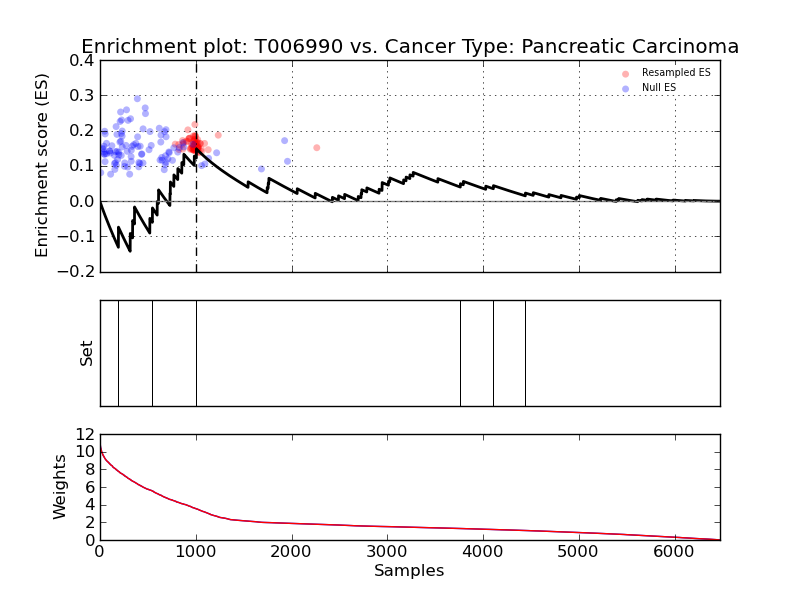 Enrichment plot: T006990 vs. Cancer Type: Pancreatic Carcinoma
0.4
0.3
0.2
0.1
0.0
−0.1
−0.2
Enrichment score (ES)
Resampled ES
Null ES
Set
12
10
8
6
4
2
0
Weights
0 1000 2000 3000 4000 5000 6000
Samples